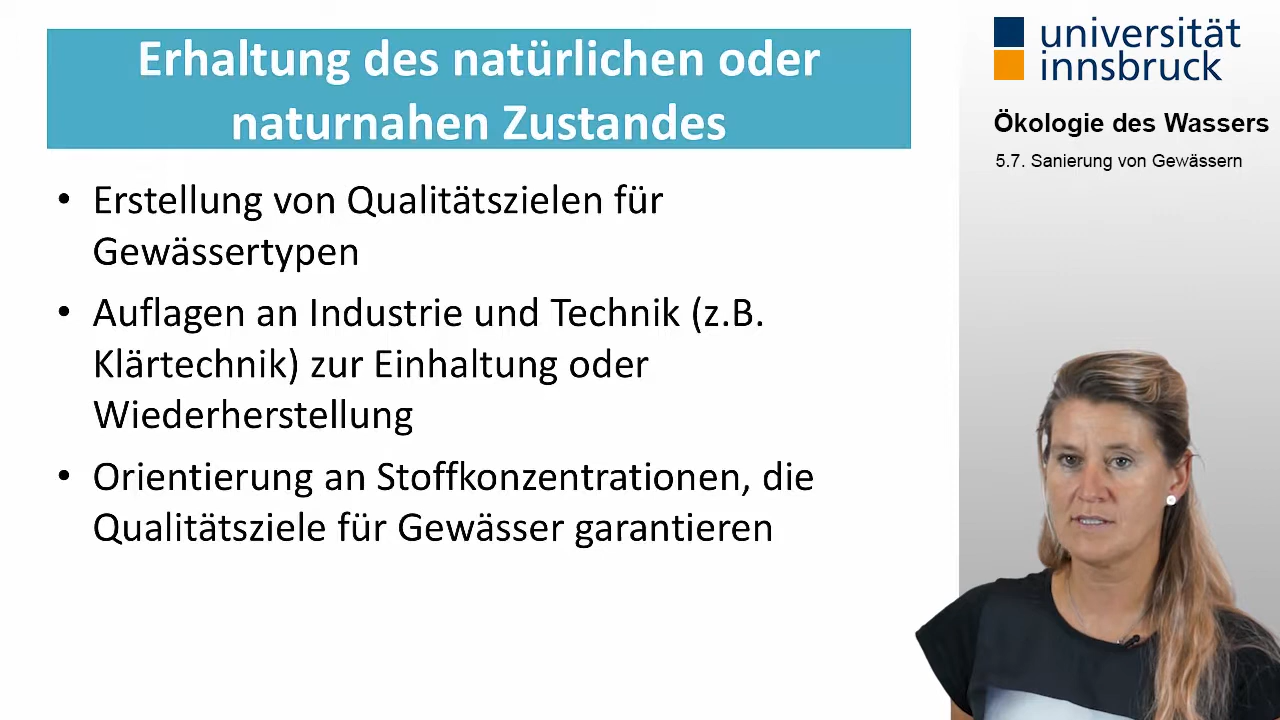 Erhaltung des natürlichen oder
naturnahen Zustandes
• Erstellung von Qualitätszielen für
Gewässertypen
• Auflagen an Industrie und Technik (z.B.
Klärtechnik) zur Einhaltung oder
Wiederherstellung
• Orientierung an Stoffkonzentrationen, die
Qualitätsziele für Gewässer garantieren
universität
innsbruck
Ökologie des Wassers
5.7. Sanierung von Gewässern